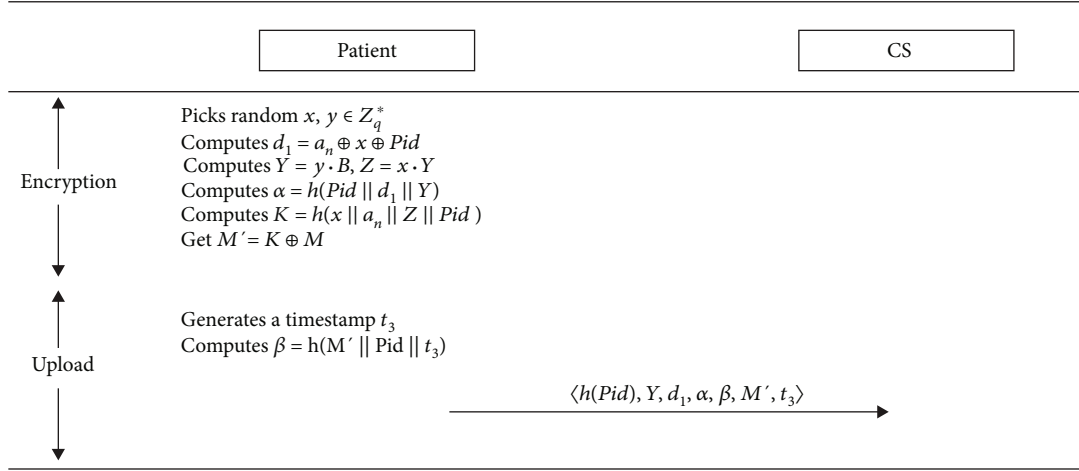 Patient
CS
Encryption
Picks random x, y ∈ Z_q^*
Computes d_1 = a_n ⊕ x ⊕ Pid
Computes Y = y · B, Z = x · Y
Computes α = h(Pid || d_1 || Y)
Computes K = h(x || a_n || Z || Pid )
Get M´= K ⊕ M
Upload
Generates a timestamp t_3
Computes β = h(M´ || Pid || t_3)
⟨h(Pid), Y, d_1, α, β, M´, t_3⟩